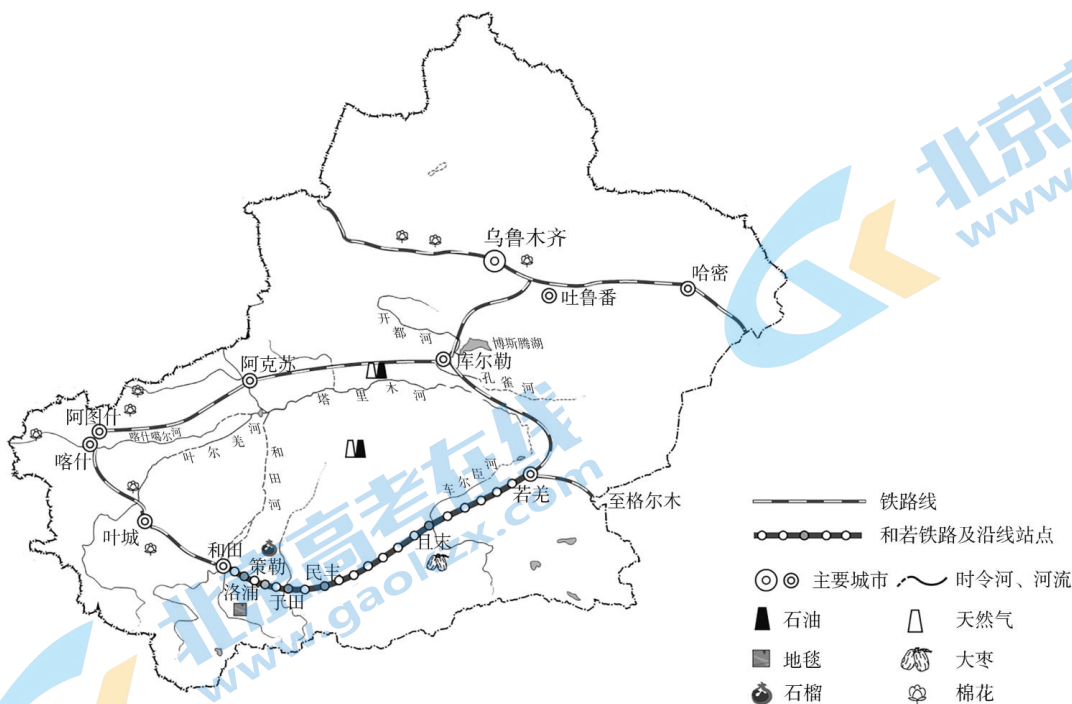 北京高
www.
乌鲁木齐
哈密
吐鲁番
开都河
博斯腾湖
阿克苏
库尔勒
孔雀河
塔里木河
阿图什
喀什噶尔河
喀什
叶尔羌河
和田河
车尔臣河
若羌
至格尔木
叶城
和田
策勒
民丰
且末
洛浦
于田
北京高考在线
www.gaokzx.com
铁路线
和若铁路及沿线站点
主要城市
时令河、河流
石油
天然气
地毯
大枣
石榴
棉花